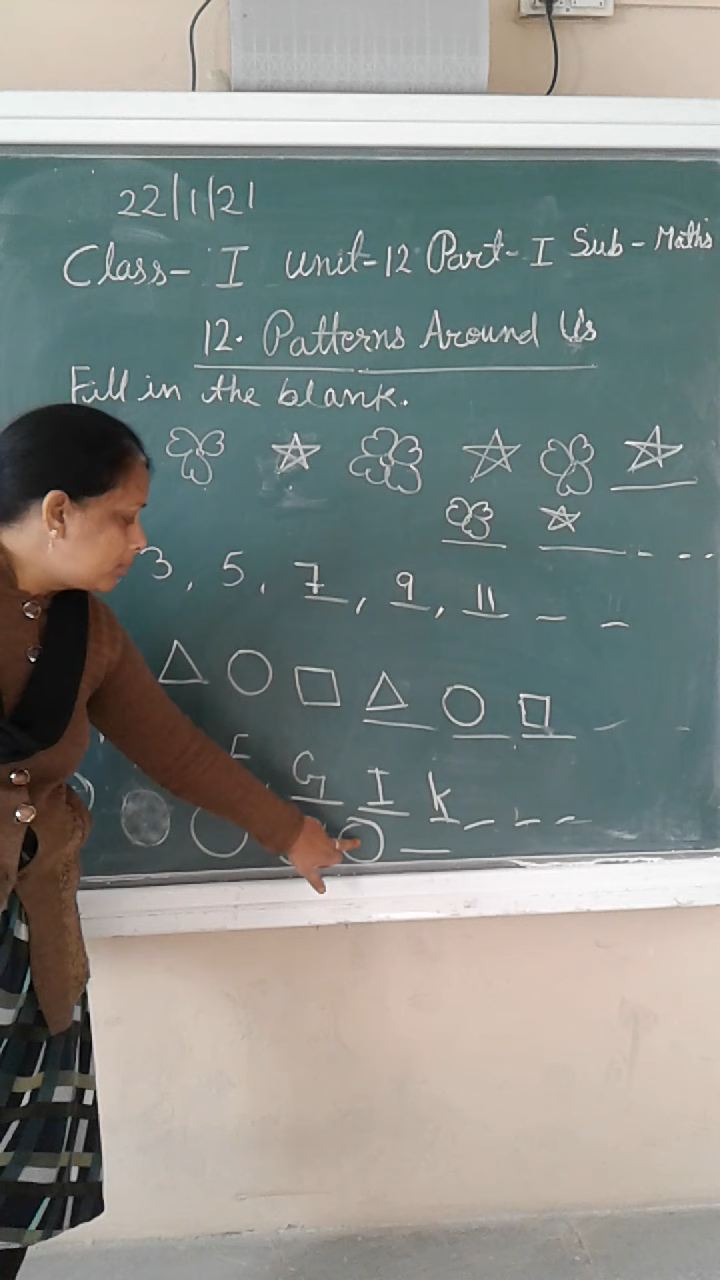 22/1/21
Class- I unit-12 Part- I Sub - Maths
12. Patterns Around Us
Fill in the blank.
3, 5, 7, 9, 11 _ _
E G I K _ _ _